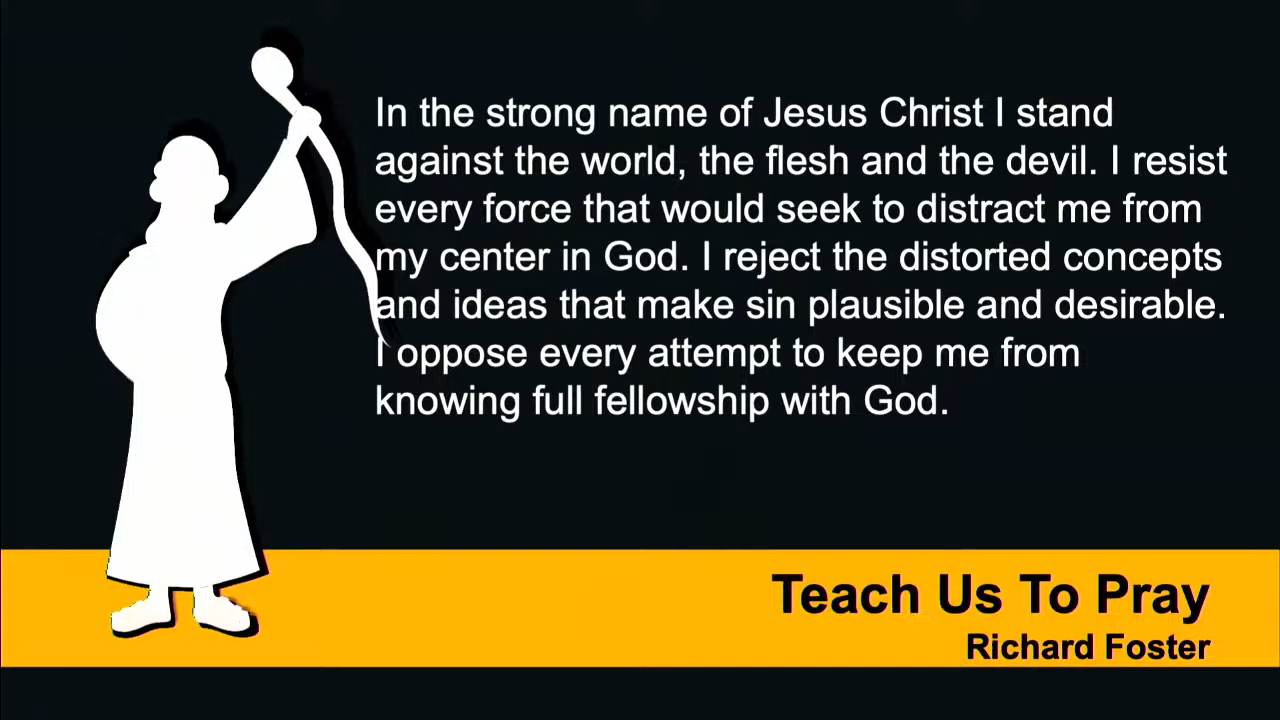 In the strong name of Jesus Christ I stand
against the world, the flesh and the devil. I resist
every force that would seek to distract me from
my center in God. I reject the distorted concepts
and ideas that make sin plausible and desirable.
I oppose every attempt to keep me from
knowing full fellowship with God.
Teach Us To Pray
Richard Foster